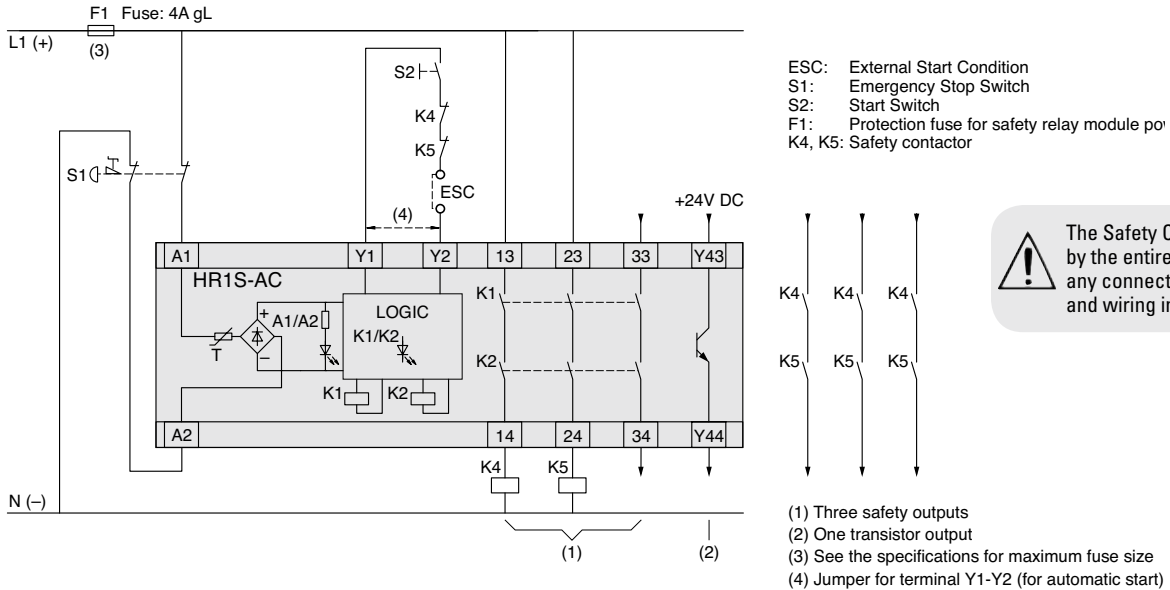 F1 Fuse: 4A gL
L1 (+)
(3)
S2
K4
K5
ESC
(4)
S1
A1 Y1 Y2 13 23 33 Y43
+24V DC
HR1S-AC
+
–
T
A1/A2
LOGIC
K1/K2
K1 K2
K1
K2
A2 14 24 34 Y44
K4 K5
N (–)
(1) (2)
ESC: External Start Condition
S1: Emergency Stop Switch
S2: Start Switch
F1: Protection fuse for safety relay module
K4, K5: Safety contactor
The Safety
by the entire
any
and wiring
K4 K4 K4
K5 K5 K5
(1) Three safety outputs
(2) One transistor output
(3) See the specifications for maximum fuse size
(4) Jumper for terminal Y1-Y2 (for automatic start)